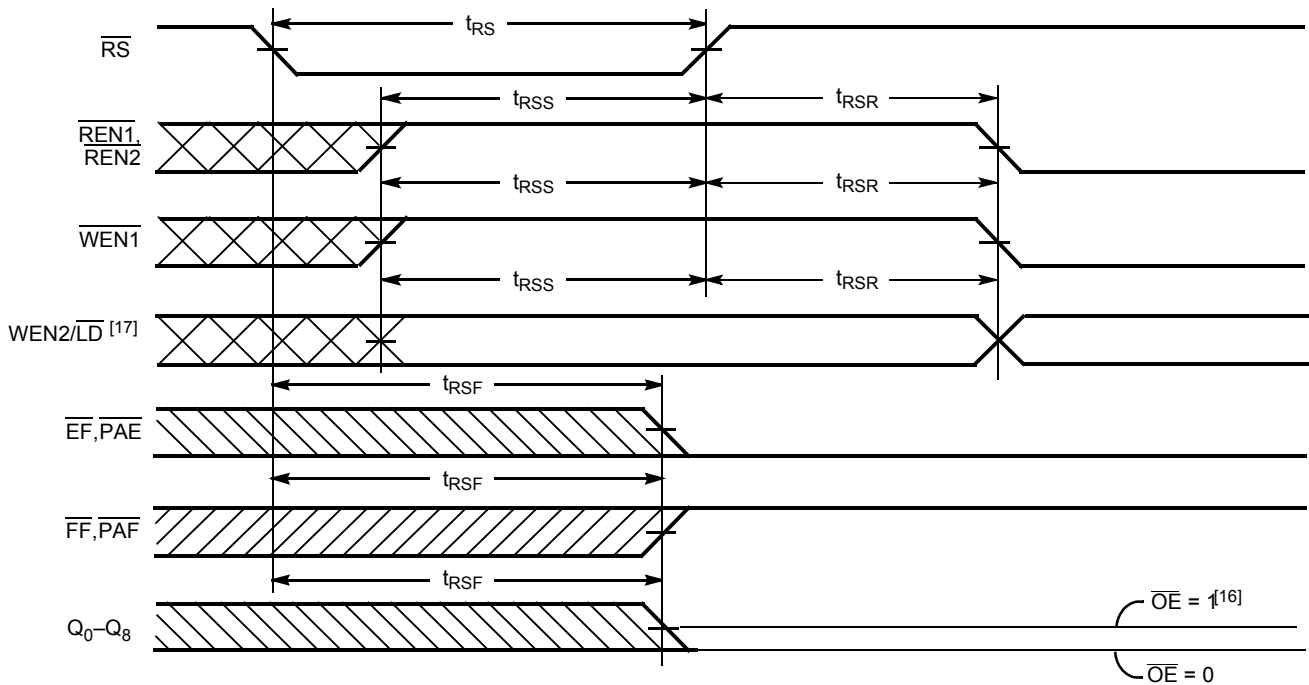 tRS
RS
tRSS
tRSR
REN1,
REN2
tRSS
tRSR
WEN1
tRSS
tRSR
WEN2/LD [17]
tRSF
EF,PAE
tRSF
FF,PAF
tRSF
OE = 1[16]
Q0–Q8
OE = 0